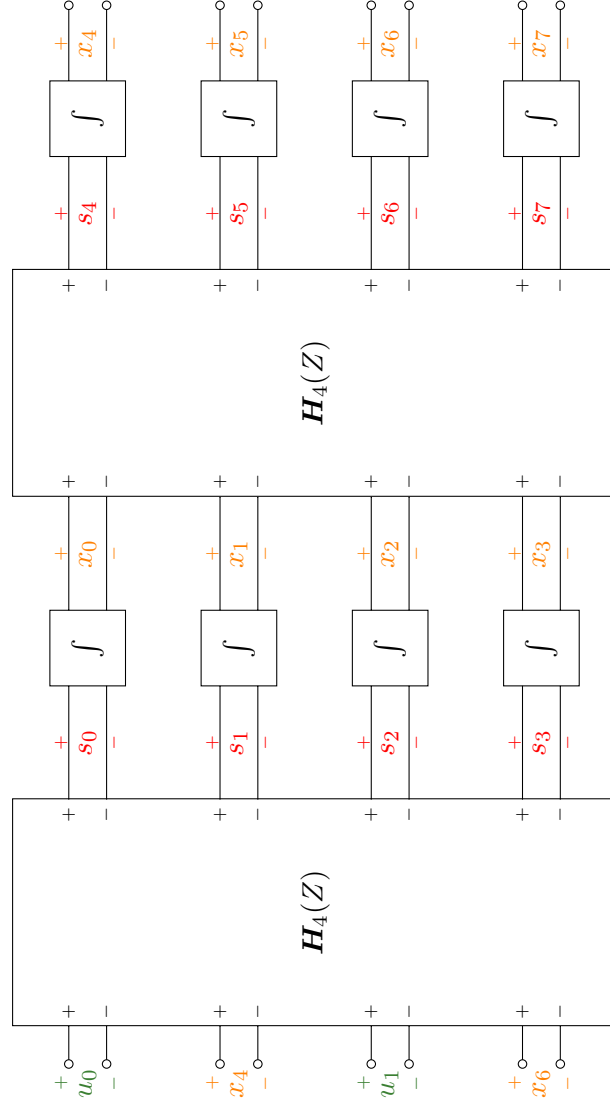 + + + + + + + + +
u₀ s₀ ∫ x₀ s₄ ∫ x₄
− − − − − − − − −
+ + + + + + + + +
x₄ s₁ ∫ x₁ s₅ ∫ x₅
− − − − − − − − −
H₄(Z) H₄(Z)
+ + + + + + + + +
u₁ s₂ ∫ x₂ s₆ ∫ x₆
− − − − − − − − −
+ + + + + + + + +
x₆ s₃ ∫ x₃ s₇ ∫ x₇
− − − − − − − − −